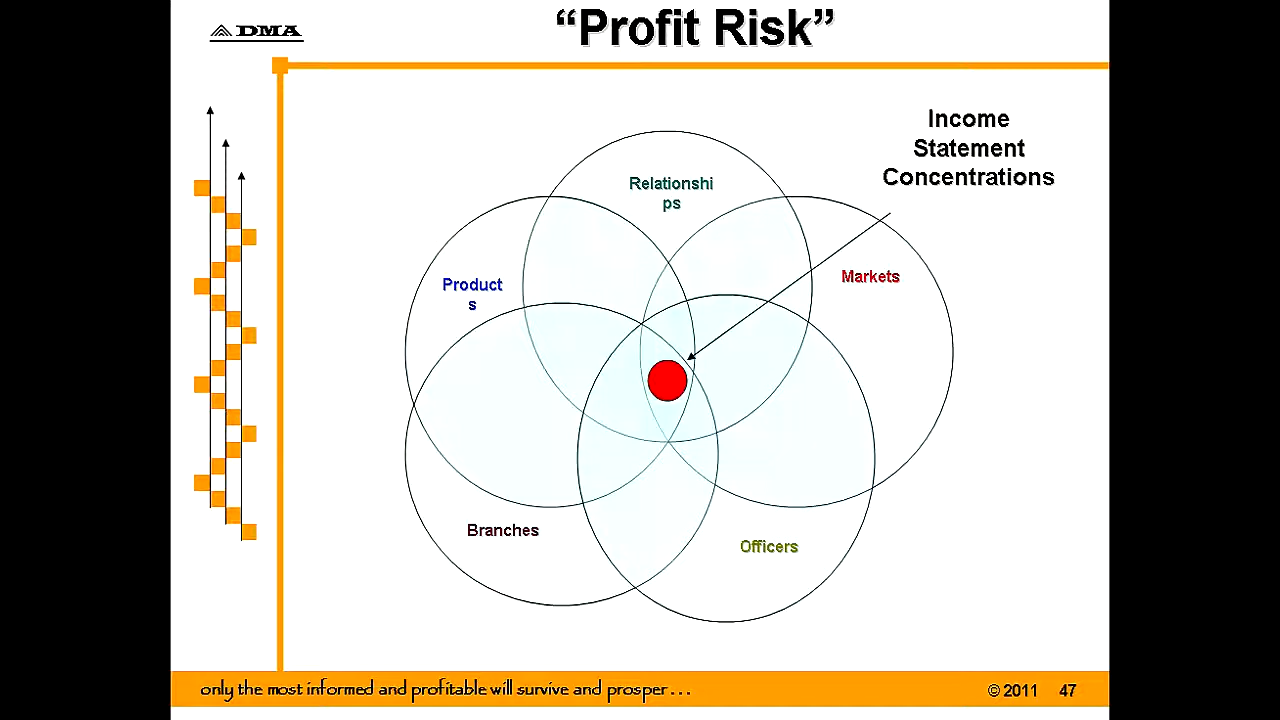 DMA
“Profit Risk”
Income
Statement
Concentrations
Relationshi
ps
Markets
Product
s
Branches
Officers
only the most informed and profitable will survive and prosper . . .
© 2011 47